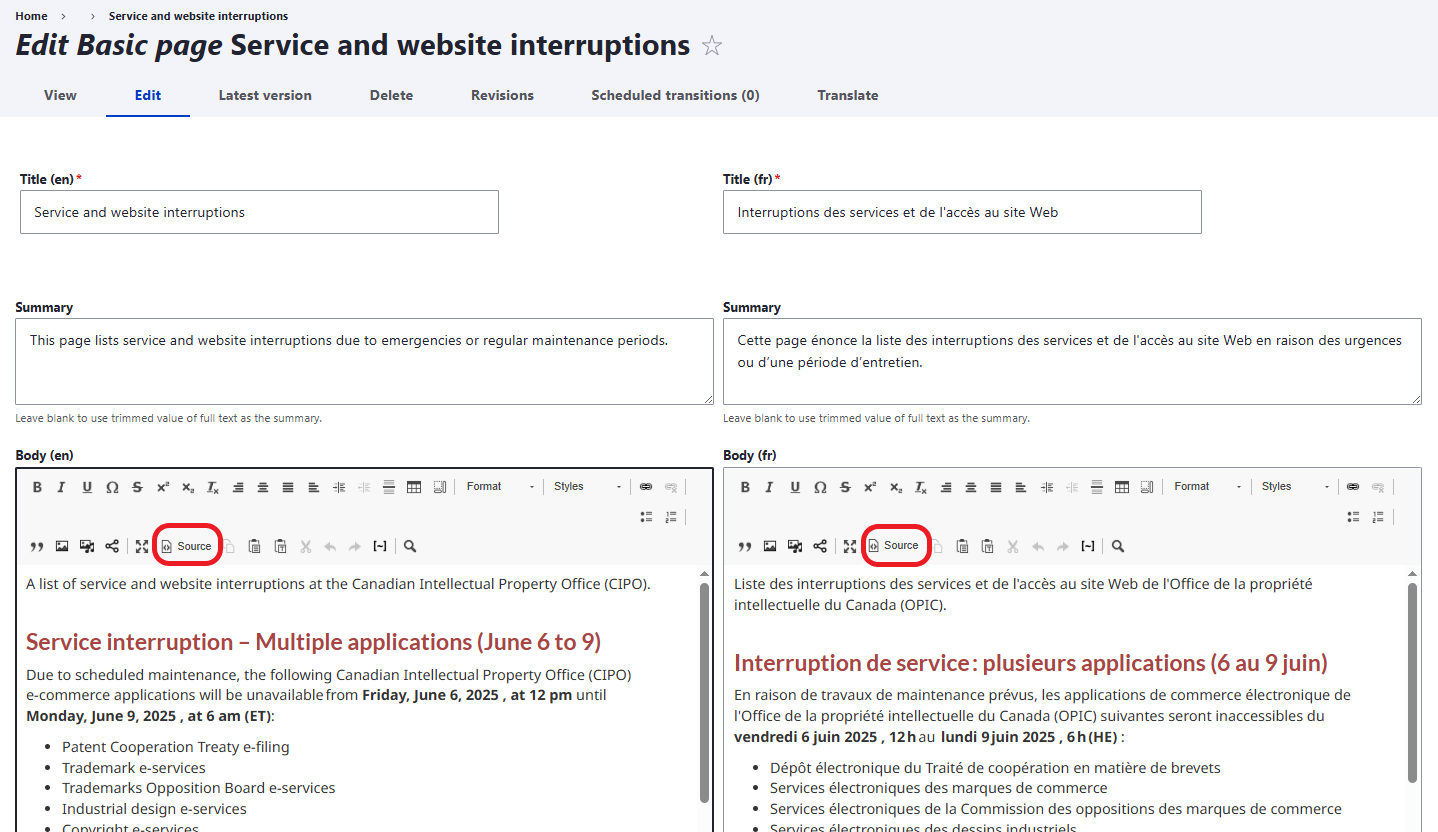 Home > > Service and website interruptions
Edit Basic page Service and website interruptions
View Edit Latest version Delete Revisions Scheduled transitions (0) Translate
Title (en)*
Service and website interruptions
Title (fr)*
Interruptions des services et de l'accès au site Web
Summary
This page lists service and website interruptions due to emergencies or regular maintenance periods.
Leave blank to use trimmed value of full text as the summary.
Summary
Cette page énonce la liste des interruptions des services et de l'accès au site Web en raison des urgences
ou d’une période d’entretien.
Leave blank to use trimmed value of full text as the summary.
Body (en)
Format Styles
Source
A list of service and website interruptions at the Canadian Intellectual Property Office (CIPO).
Service interruption – Multiple applications (June 6 to 9)
Due to scheduled maintenance, the following Canadian Intellectual Property Office (CIPO)
e-commerce applications will be unavailable from Friday, June 6, 2025 , at 12 pm until
Monday, June 9, 2025 , at 6 am (ET):
• Patent Cooperation Treaty e-filing
• Trademark e-services
• Trademarks Opposition Board e-services
• Industrial design e-services
• Copyright e-services
Body (fr)
Format Styles
Source
Liste des interruptions des services et de l'accès au site Web de l'Office de la propriété
intellectuelle du Canada (OPIC).
Interruption de service : plusieurs applications (6 au 9 juin)
En raison de travaux de maintenance prévus, les applications de commerce électronique de
l'Office de la propriété intellectuelle du Canada (OPIC) suivantes seront inaccessibles du
vendredi 6 juin 2025 , 12 h au lundi 9 juin 2025 , 6 h (HE) :
• Dépôt électronique du Traité de coopération en matière de brevets
• Services électroniques des marques de commerce
• Services électroniques de la Commission des oppositions des marques de commerce
• Services électroniques des dessins industriels